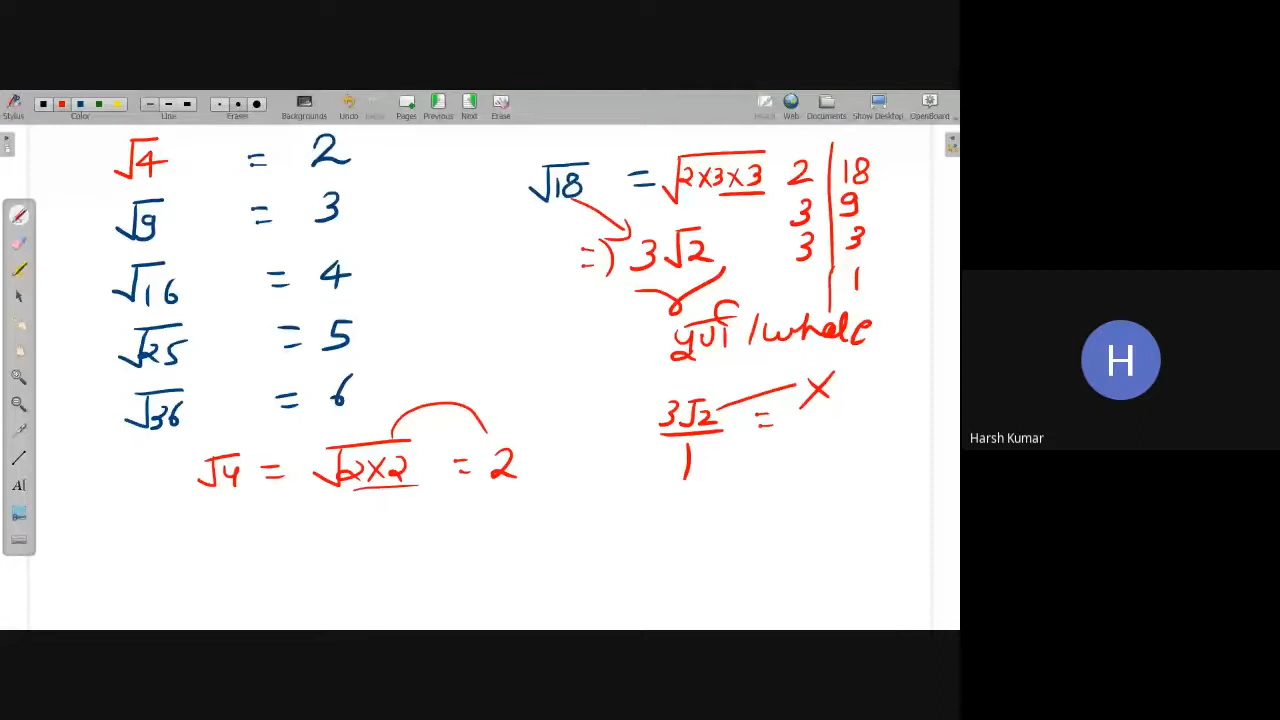 Stylus
Color
Line
Eraser
Backgrounds
Undo
Pages
Previous
Next
Erase
Web
Documents
Show Desktop
OpenBoard
√4 = 2
√9 = 3
√16 = 4
√25 = 5
√36 = 6
√4 = √2×2 = 2
√18 = √2×3×3
=) 3√2
2 | 18
3 | 9
3 | 3
| 1
/ whole
3√2 / 1 = X
H
Harsh Kumar